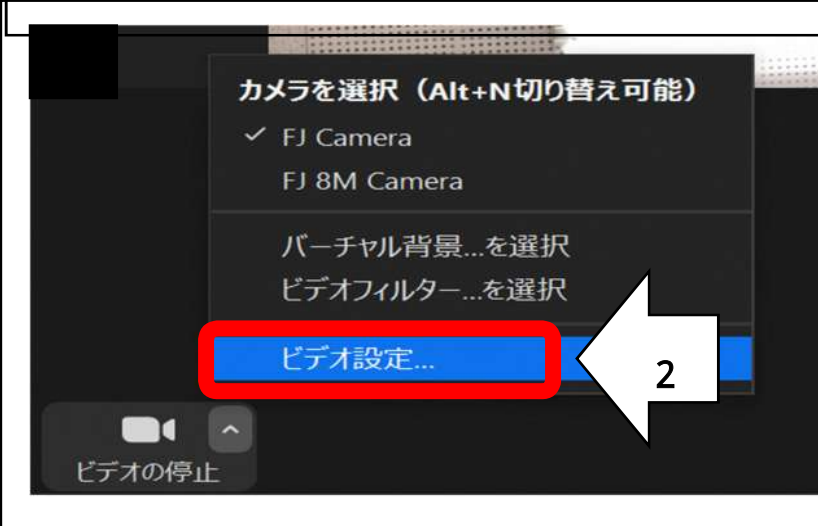 カメラを選択（Alt+N切り替え可能）
FJ Camera
FJ 8M Camera
バーチャル背景...を選択
ビデオフィルター...を選択
ビデオ設定...
2
ビデオの停止